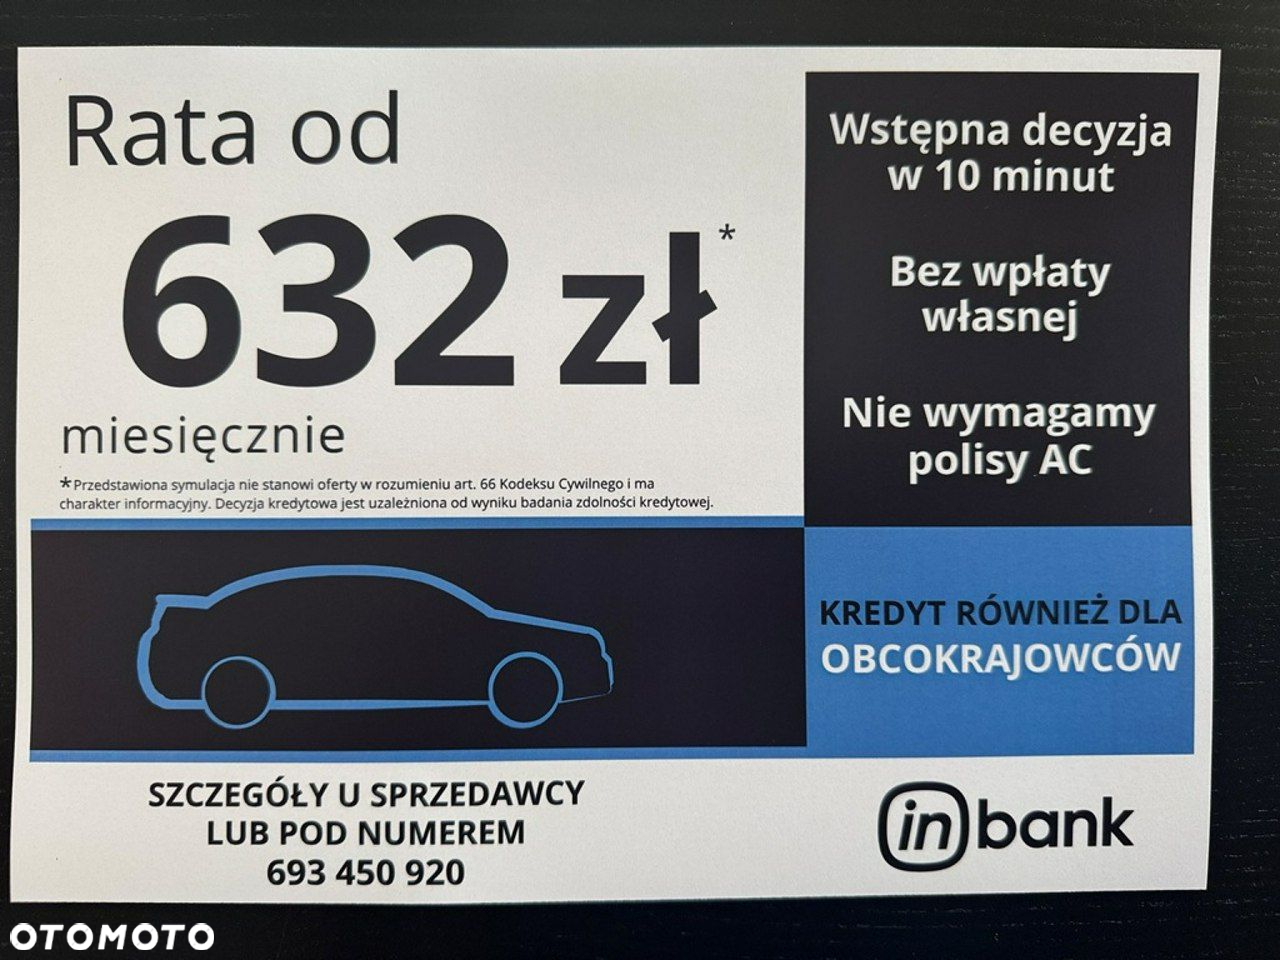 Rata od
632 zł*
miesięcznie
*Przedstawiona symulacja nie stanowi oferty w rozumieniu art. 66 Kodeksu Cywilnego i ma
charakter informacyjny. Decyzja kredytowa jest uzależniona od wyniku badania zdolności kredytowej.
Wstępna decyzja
w 10 minut
Bez wpłaty
własnej
Nie wymagamy
polisy AC
KREDYT RÓWNIEŻ DLA
OBCOKRAJOWCÓW
SZCZEGÓŁY U SPRZEDAWCY
LUB POD NUMEREM
693 450 920
inbank
OTOMOTO